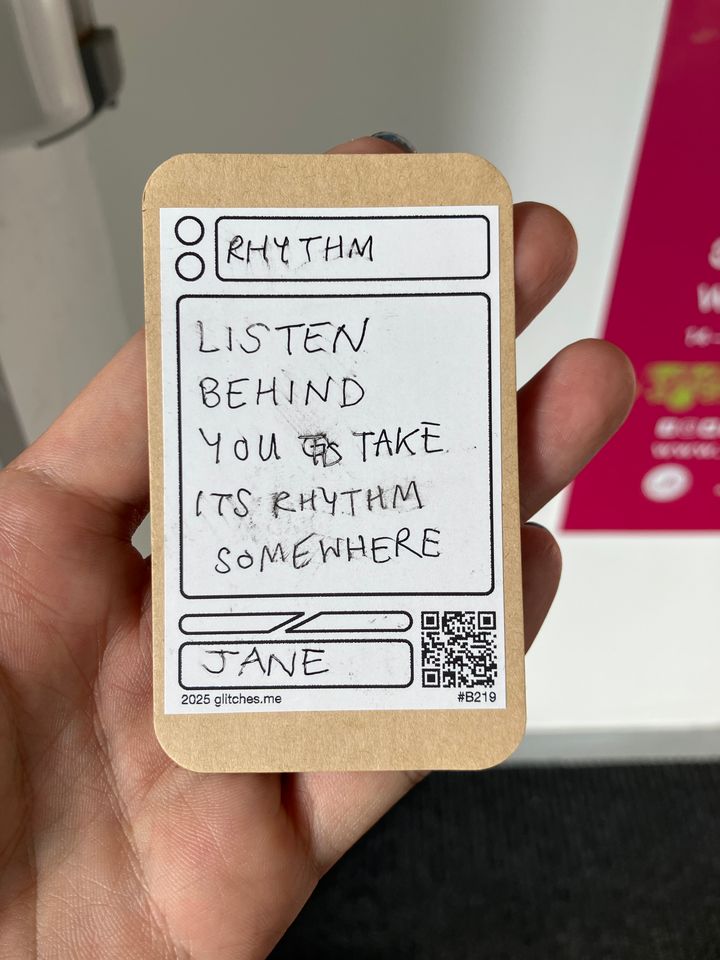 RHYTHM
LISTEN
BEHIND
YOU TAKE
ITS RHYTHM
SOMEWHERE
JANE
2025 glitches.me
#B219